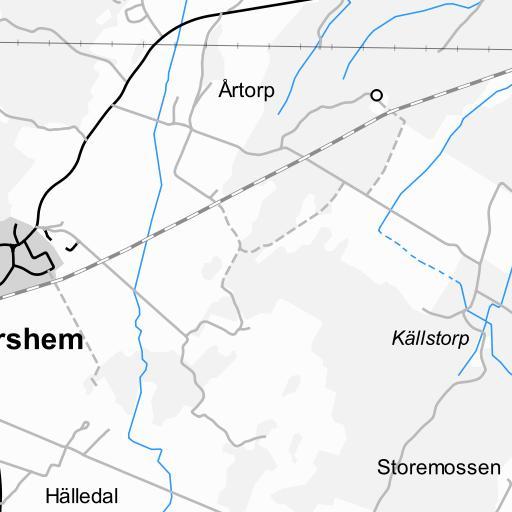 Årtorp
rshem
Källstorp
Storemossen
Hälledal